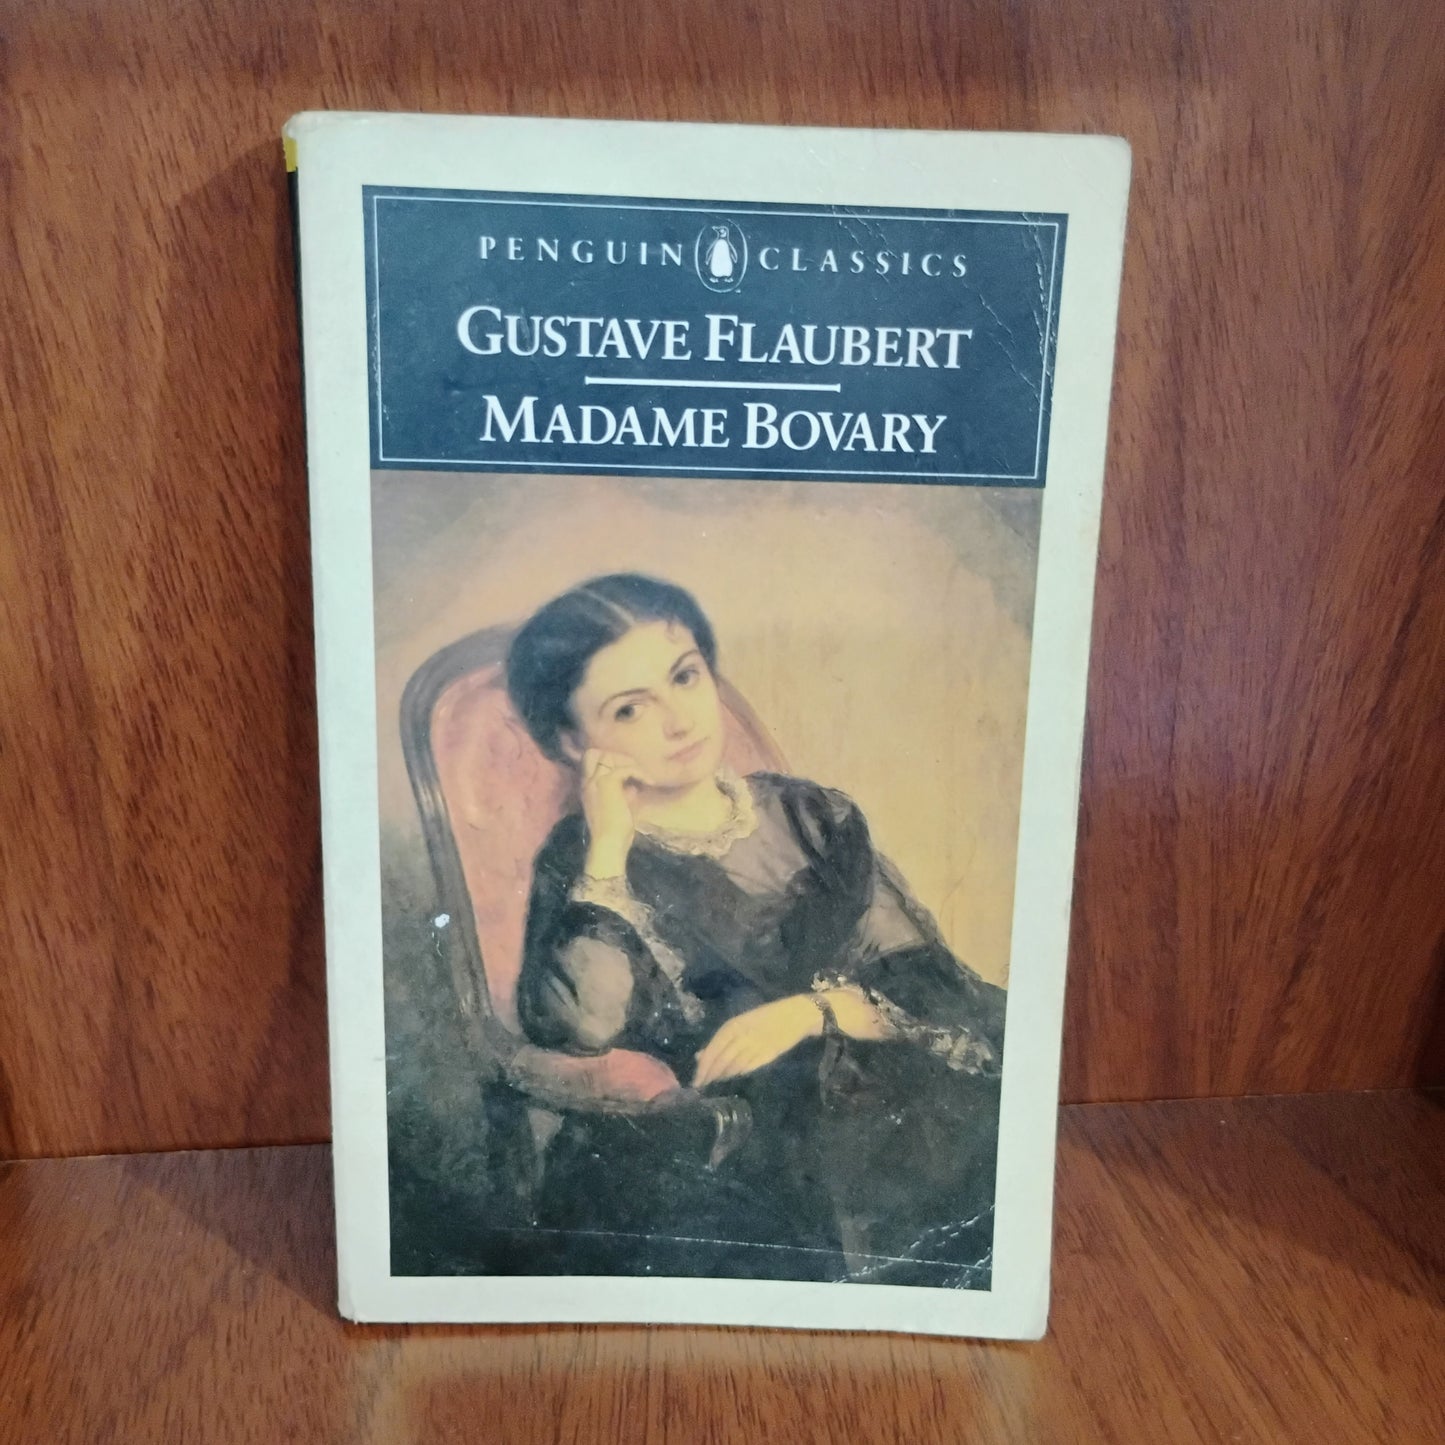 PENGUIN CLASSICS
GUSTAVE FLAUBERT
MADAME BOVARY